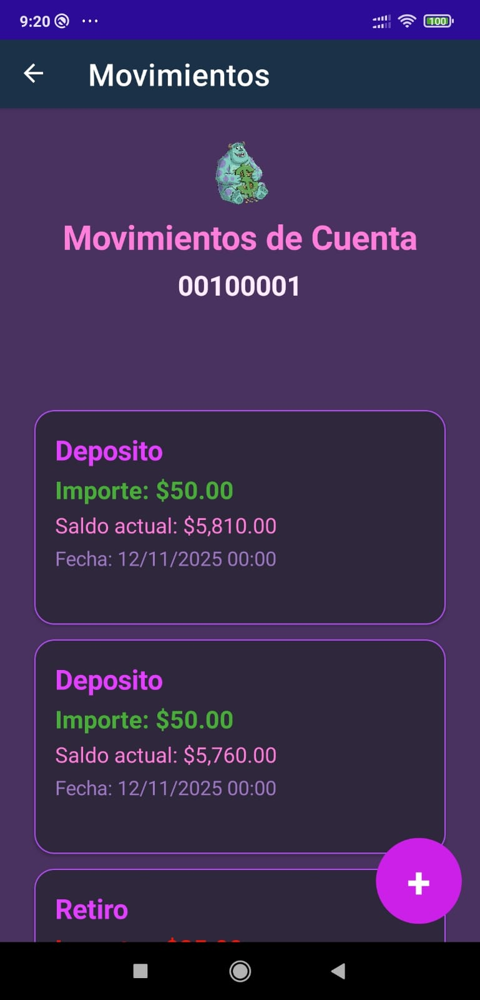 9:20
100
Movimientos
Movimientos de Cuenta
00100001
Deposito
Importe: $50.00
Saldo actual: $5,810.00
Fecha: 12/11/2025 00:00
Deposito
Importe: $50.00
Saldo actual: $5,760.00
Fecha: 12/11/2025 00:00
+
Retiro